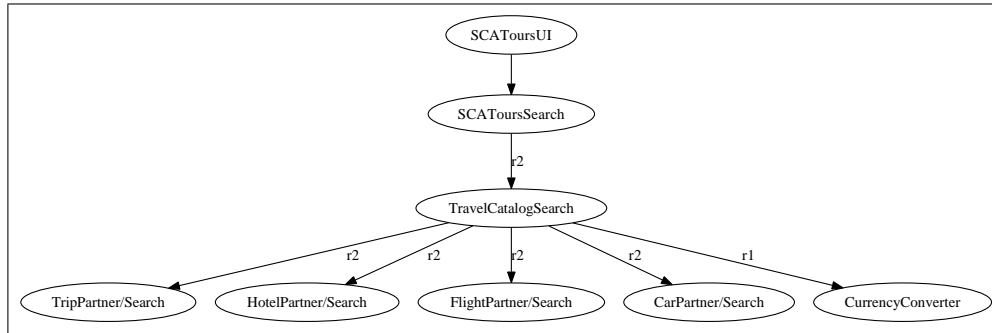 SCAToursUI
SCAToursSearch
r2
TravelCatalogSearch
r2 r2 r2 r2 r1
TripPartner/Search HotelPartner/Search FlightPartner/Search CarPartner/Search CurrencyConverter